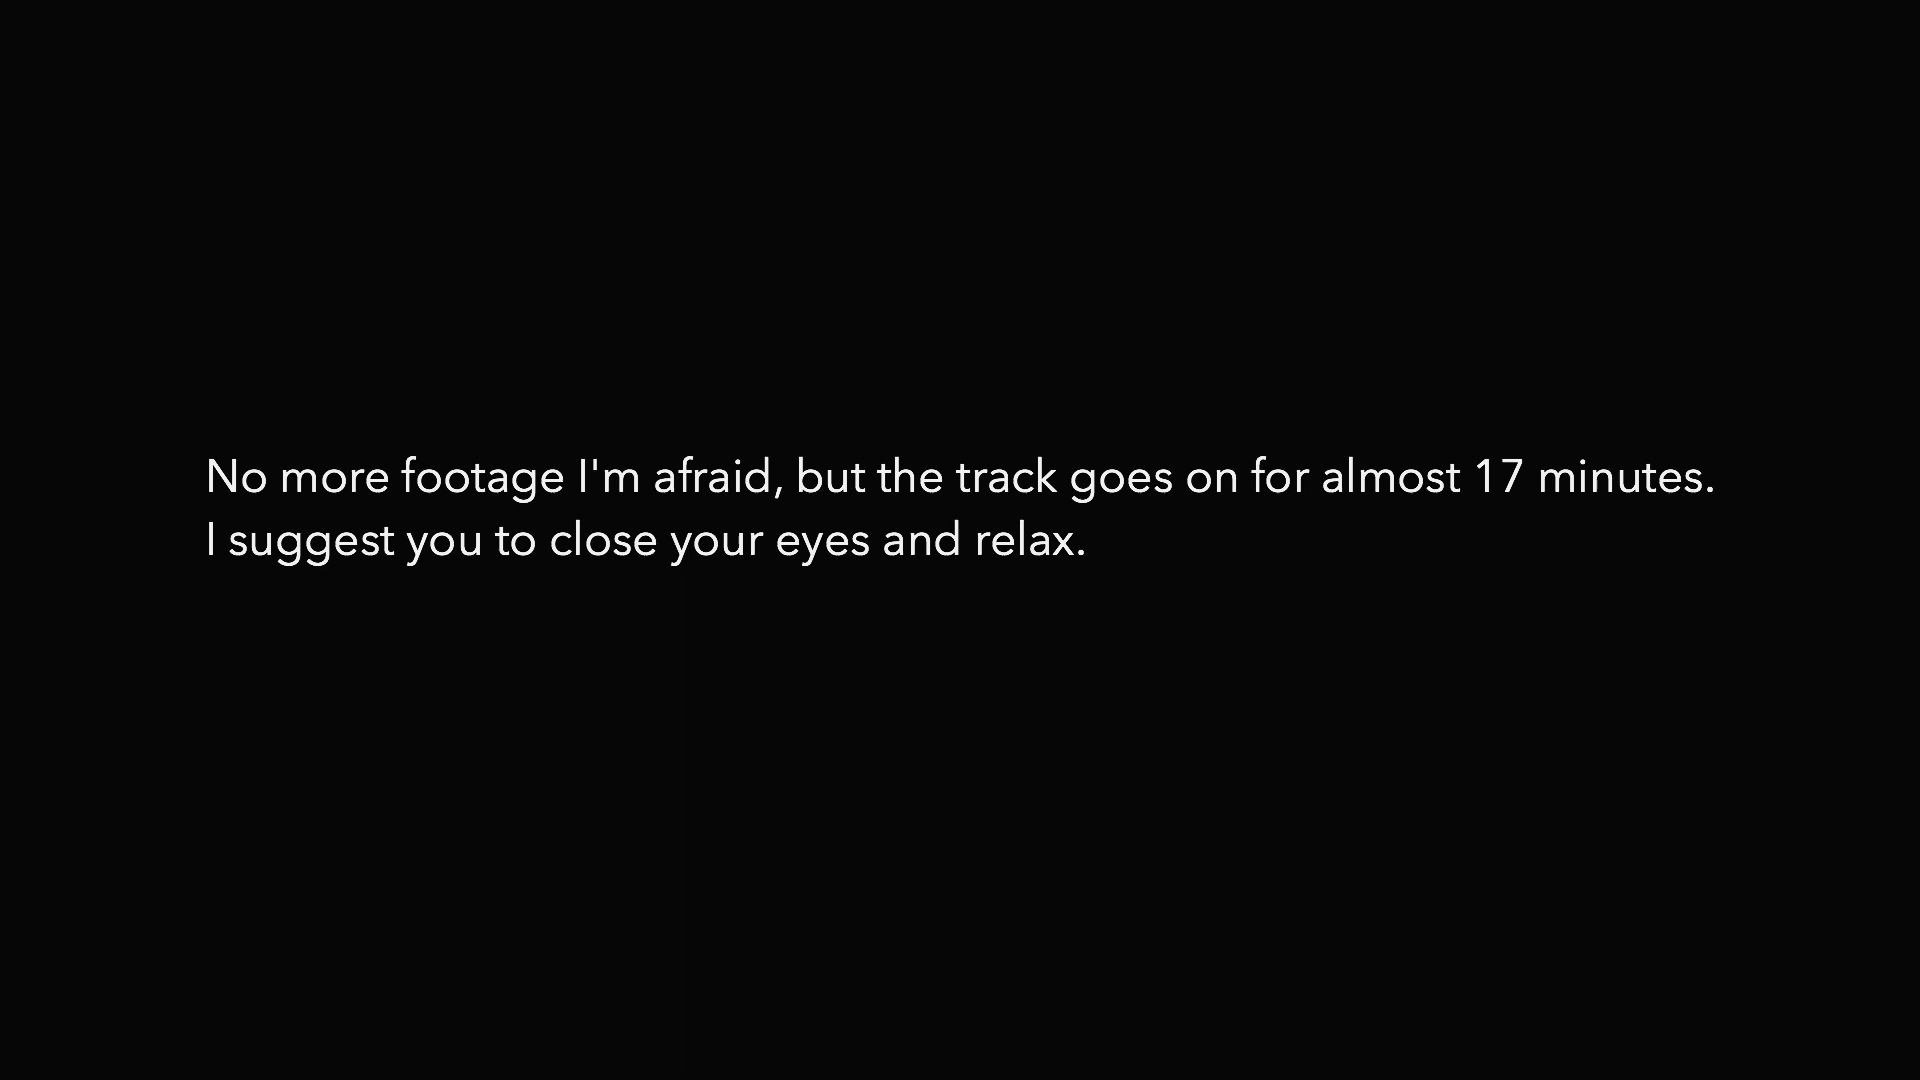 No more footage I'm afraid, but the track goes on for almost 17 minutes.
I suggest you to close your eyes and relax.